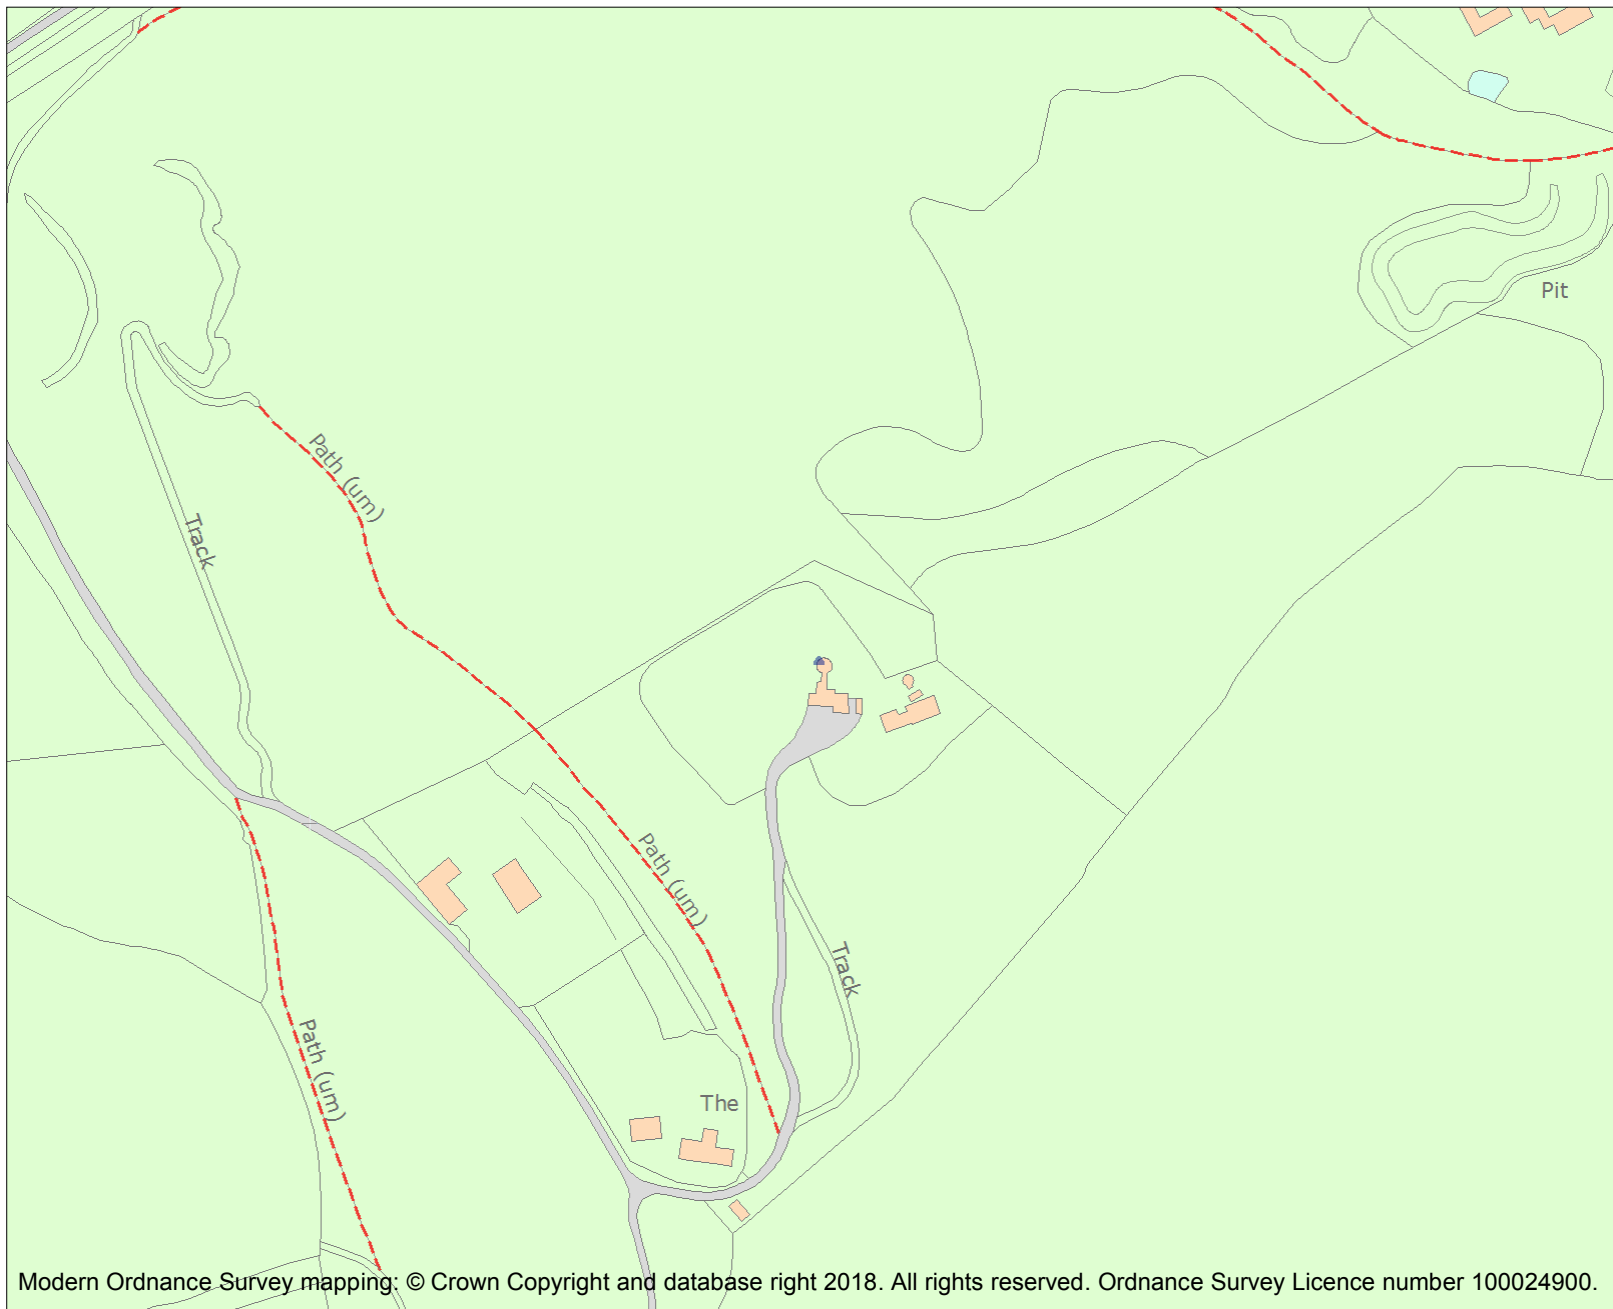 Pit
Path (um)
Track
Path (um)
Track
Path (um)
The
Modern Ordnance Survey mapping: © Crown Copyright and database right 2018. All rights reserved. Ordnance Survey Licence number 100024900.